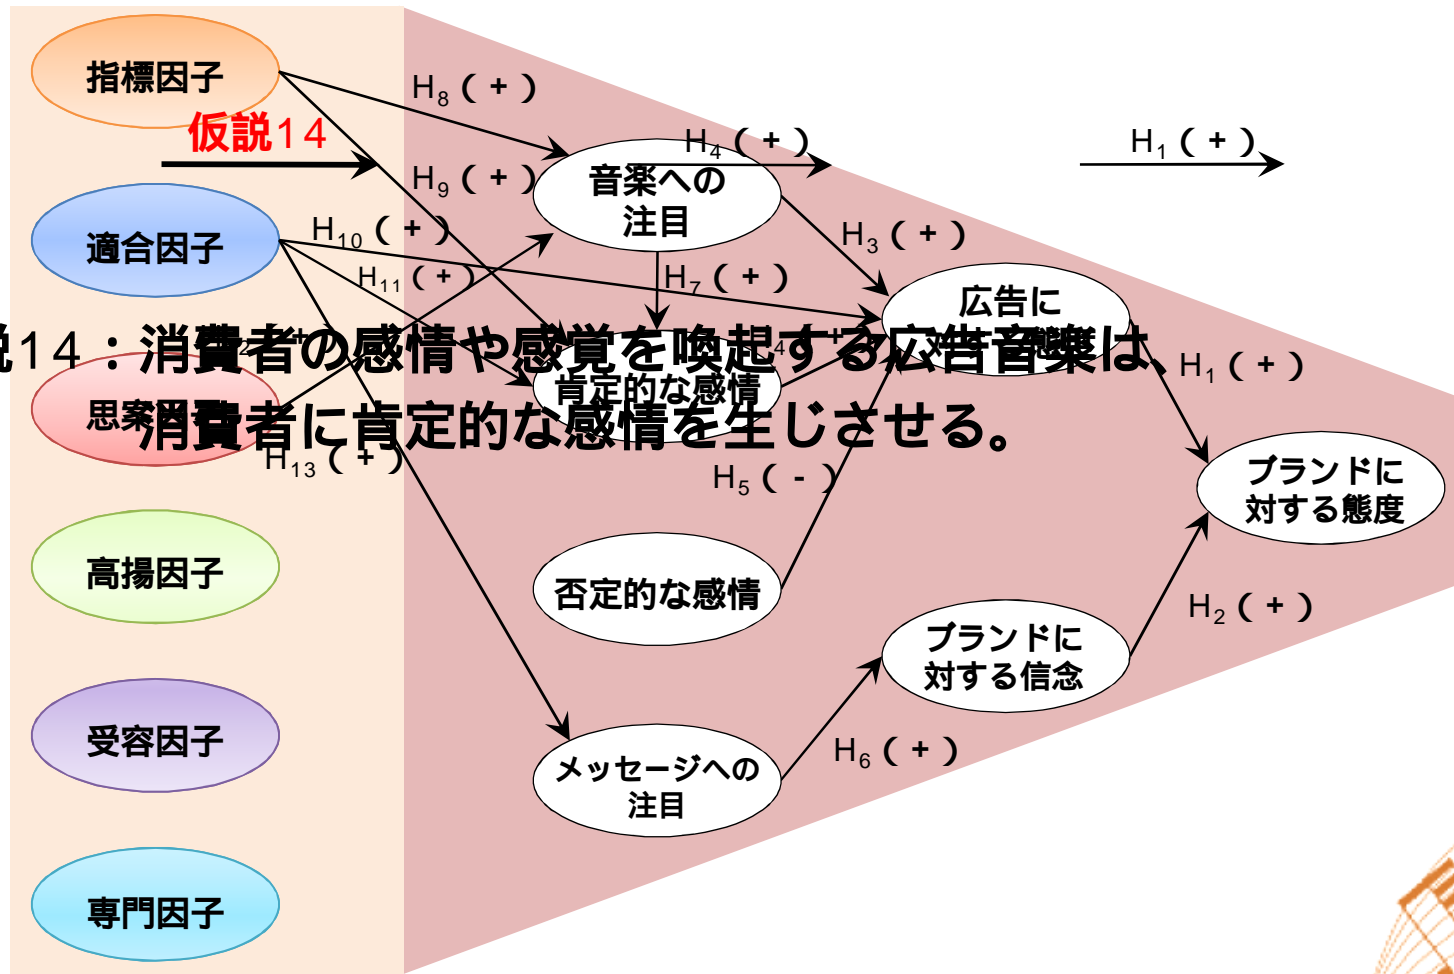 指標因子
仮説14
H8(+)
H4(+)
H1(+)
H9(+)
音楽への
注目
適合因子
H10(+)
H11(+)
H3(+)
H7(+)
広告に
説14:消費者の感情や感覚を喚起する広告音楽は、
消費者に肯定的な感情を生じさせる。
肯定的な感情
H1(+)
H13(+)
H5(-)
ブランドに
対する態度
高揚因子
否定的な感情
H2(+)
ブランドに
対する信念
受容因子
H6(+)
メッセージへの
注目
専門因子